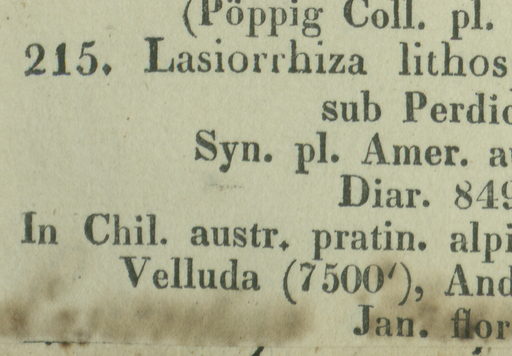 (Pöppig Coll. pl.
215. Lasiorrhiza lithos
sub Perdic
Syn. pl. Amer. a
Diar. 849
In Chil. austr. pratin. alpi
Velluda (7500'), And
Jan. flor